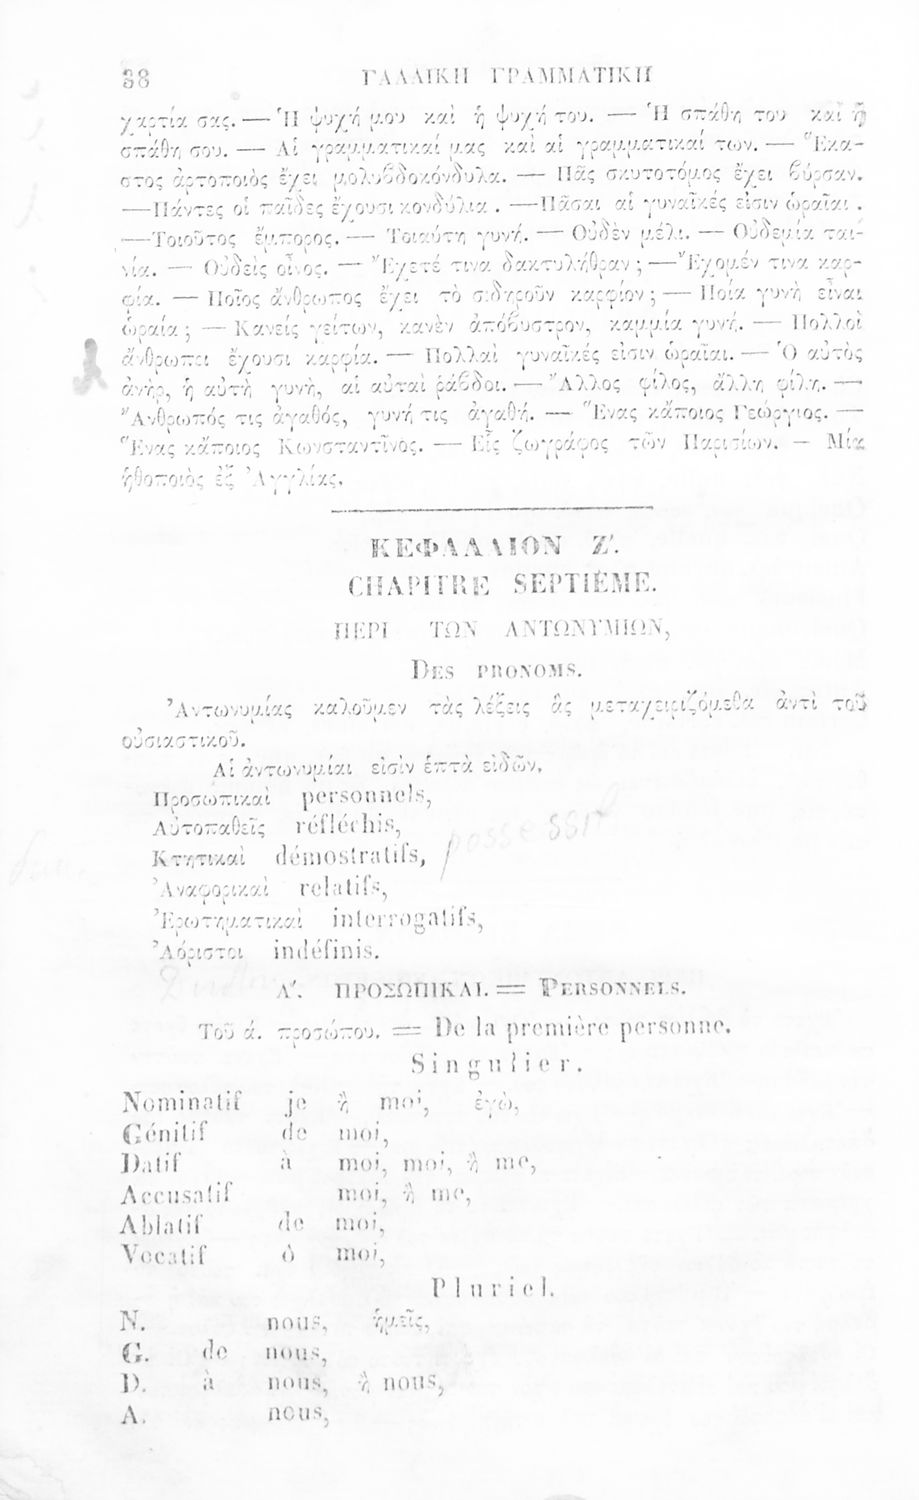 38 ΓΑΛΛΙΚΗ ΓΡΑΜΜΑΤΙΚΗ
χαρτία σας. — Ἡ ψυχή μου καὶ ἡ ψυχή του. — Ἡ σπάθη του καὶ ἡ
σπάθη σου. — Αἱ γραμματικαί μας καὶ αἱ γραμματικαί των. — Ἕκα-
στος ἀρτοποιὸς ἔχει μολυβδοκόνδυλα. — Πᾶς σκυτοτόμος ἔχει βύρσαν.
— Πάντες οἱ παῖδες ἔχουσι κονδύλια. — Πᾶσαι αἱ γυναῖκές εἰσιν ὡραῖαι.
— Τοιοῦτος ἔμπορος. — Τοιαύτη γυνή. — Οὐδὲν μέλι. — Οὐδεμία ται-
νία. — Οὐδεὶς οἶνος. — Ἔχετέ τινα δακτυλήθραν; — Ἔχομέν τινα καρ-
φία. — Ποῖος ἄνθρωπος ἔχει τὸ σιδηροῦν καρφίον; — Ποία γυνὴ εἶναι
ὡραία; — Κανεὶς γείτων, κανὲν ἀπόβυστρον, καμμία γυνή. — Πολλοὶ
ἄνθρωποι ἔχουσι καρφία. — Πολλαὶ γυναῖκές εἰσιν ὡραῖαι. — Ὁ αὐτὸς
ἀνὴρ, ἡ αὐτὴ γυνὴ, αἱ αὐταὶ ῥάβδοι. — Ἄλλος φίλος, ἄλλη φίλη. —
Ἄνθρωπός τις ἀγαθός, γυνή τις ἀγαθή. — Ἕνας κἄποιος Γεώργιος. —
Ἕνας κἄποιος Κωνσταντῖνος. — Εἷς ζωγράφος τῶν Παρισίων. — Μία
ἠθοποιὸς ἐξ Ἀγγλίας.
ΚΕΦΑΛΑΙΟΝ Ζ΄.
CHAPITRE SEPTIÉME.
ΠΕΡΙ ΤΩΝ ΑΝΤΩΝΥΜΙΩΝ,
DES PRONOMS.
Ἀντωνυμίας καλοῦμεν τὰς λέξεις ἃς μεταχειριζόμεθα ἀντὶ τοῦ
οὐσιαστικοῦ.
Αἱ ἀντωνυμίαι εἰσὶν ἑπτὰ εἰδῶν,
Προσωπικαὶ personnels,
Αὐτοπαθεῖς réfléchis,
Κτητικαὶ démostratifs, possessif
Ἀναφορικαὶ relatifs,
Ἐρωτηματικαὶ interrogatifs,
Ἀόριστοι indéfinis.
Α΄. ΠΡΟΣΩΠΙΚΑΙ. = PERSONNELS.
Τοῦ ά. προσώπου. = De la première personne.
Singulier.
Nominatif je ἢ moi, ἐγὼ,
Génitif de moi,
Datif à moi, moi, ἢ me,
Accusatif moi, ἢ me,
Ablatif de moi,
Vocatif ô moi,
Pluriel.
N. nous, ἡμεῖς,
G. de nous,
D. à nous, ἢ nous,
A. nous,